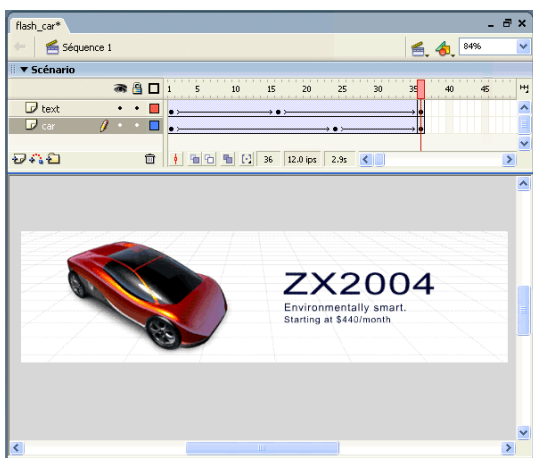 flash_car*
Séquence 1
84%
Scénario
1 5 10 15 20 25 30 35 40 45
text
car
36 12.0 ips 2.9s
ZX2004
Environmentally smart.
Starting at $440/month